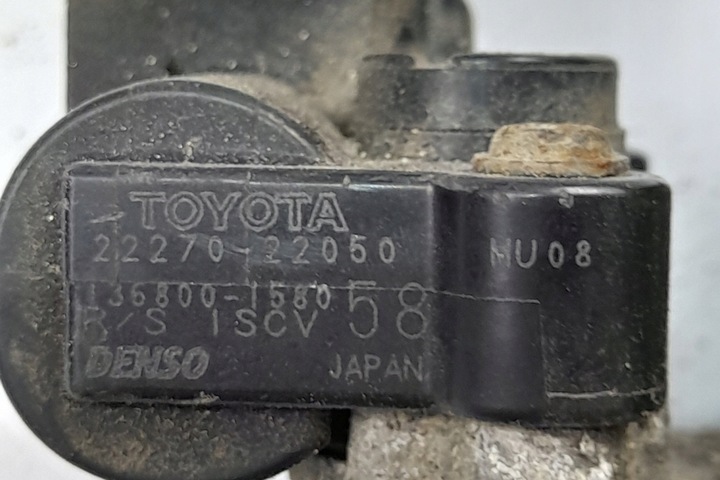 TOYOTA
22270-22050 MU08
136800-1580 58
R/S ISCV
DENSO JAPAN